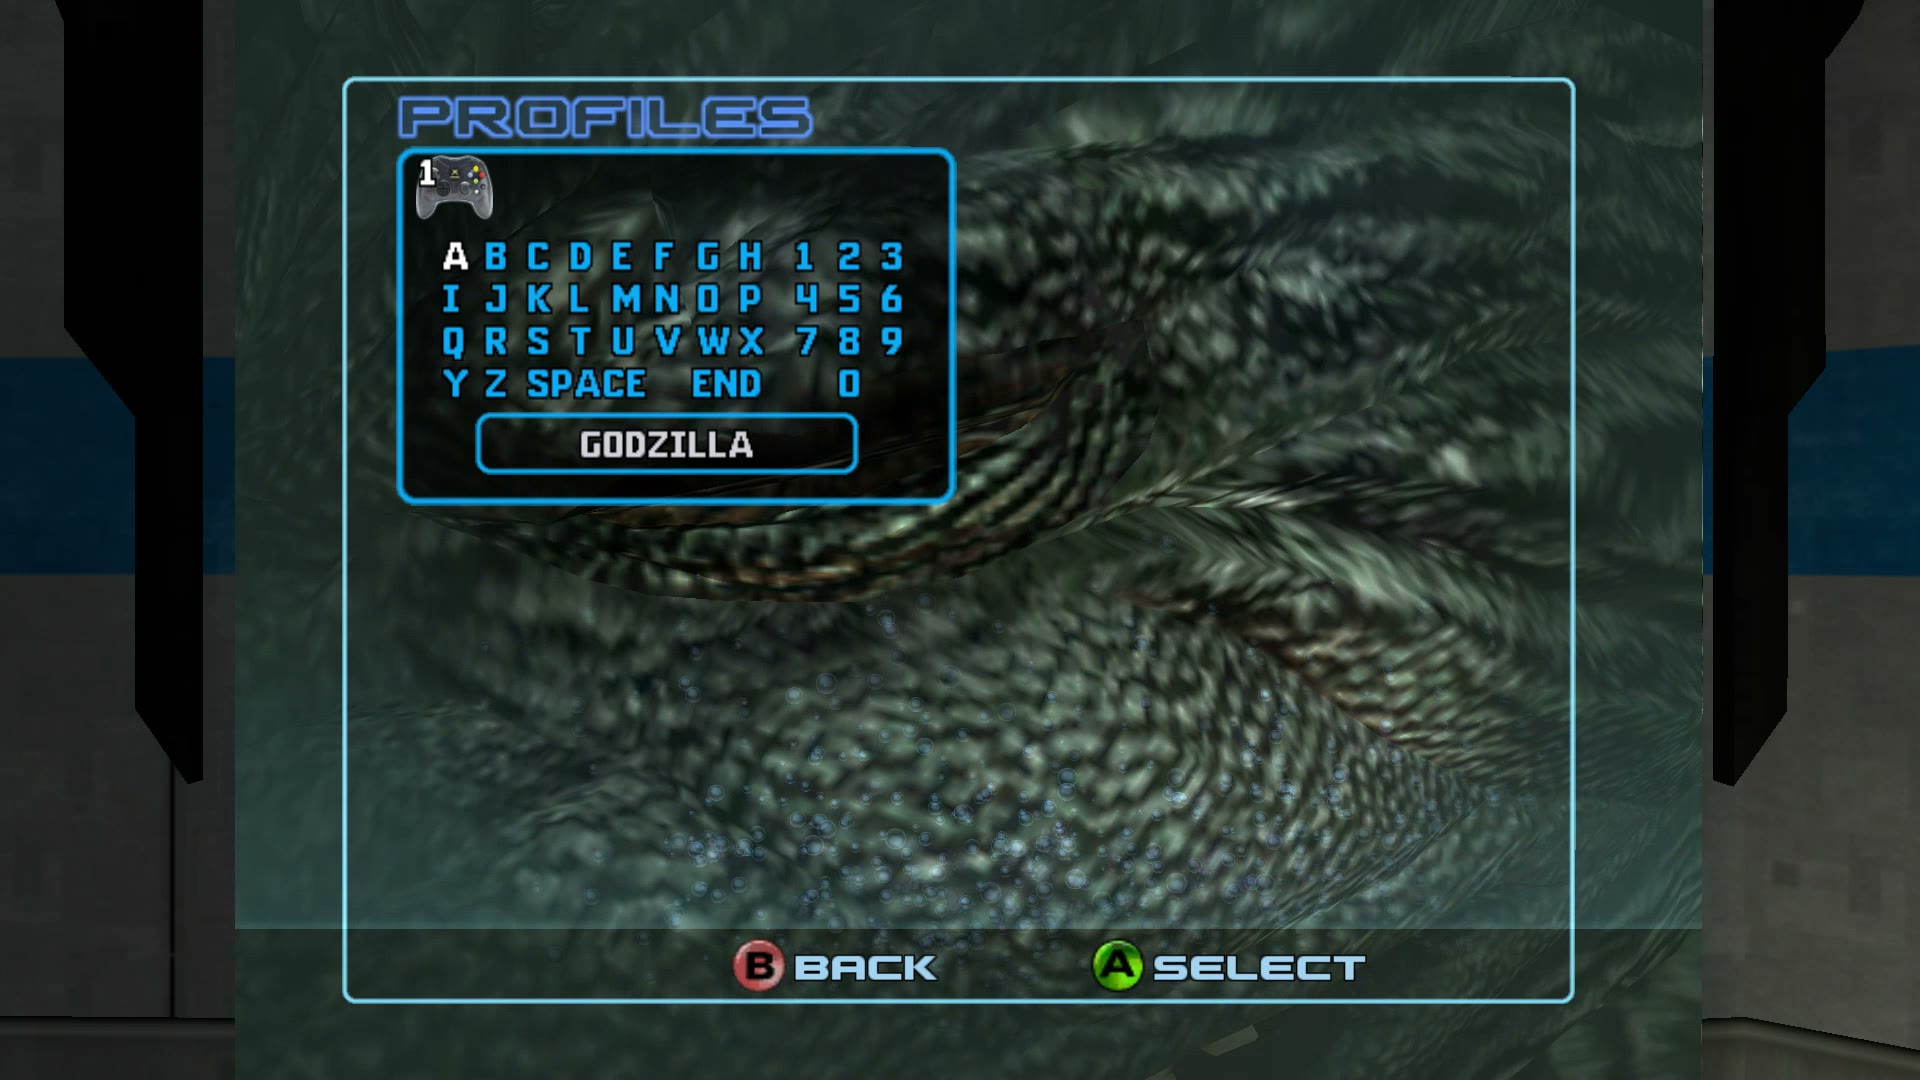 PROFILES
1
A B C D E F G H 1 2 3
I J K L M N O P 4 5 6
Q R S T U V W X 7 8 9
Y Z SPACE END 0
GODZILLA
B BACK A SELECT